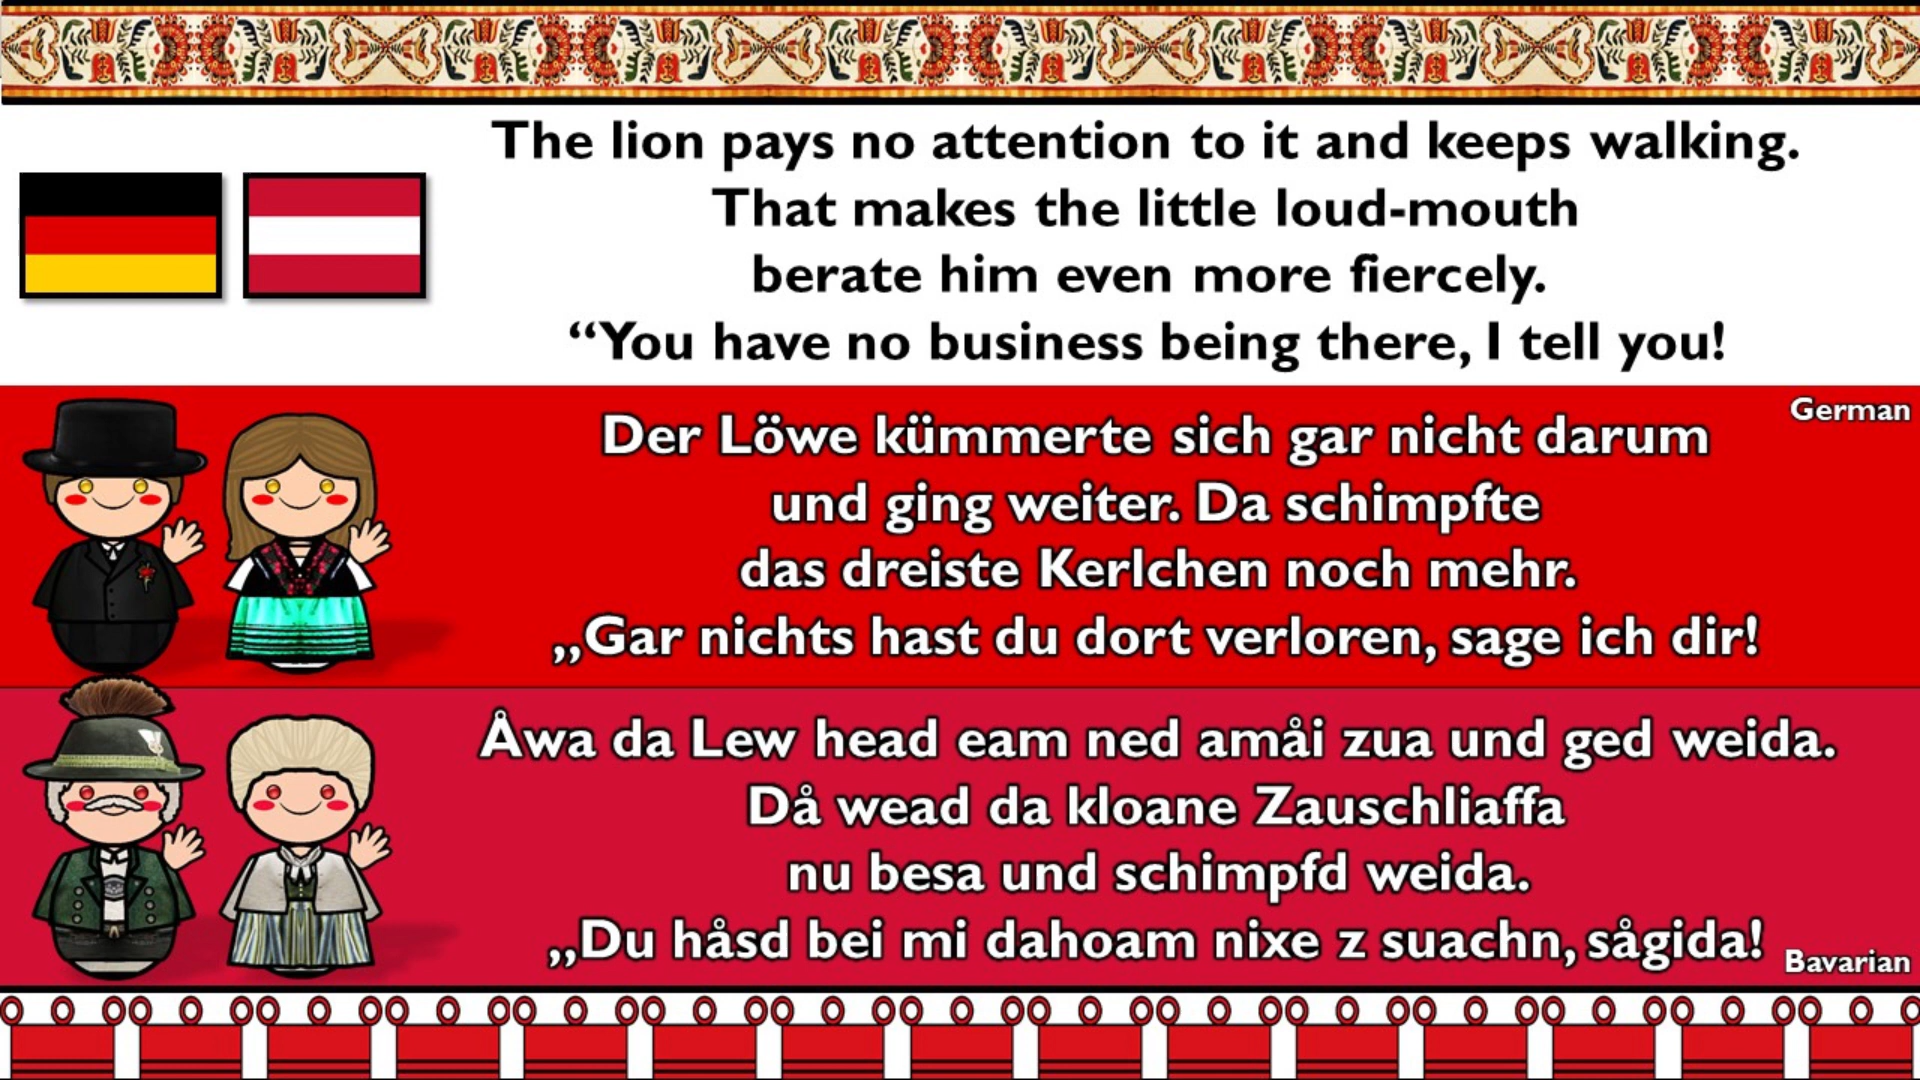 The lion pays no attention to it and keeps walking.
That makes the little loud-mouth
berate him even more fiercely.
“You have no business being there, I tell you!
German
Der Löwe kümmerte sich gar nicht darum
und ging weiter. Da schimpfte
das dreiste Kerlchen noch mehr.
„Gar nichts hast du dort verloren, sage ich dir!
Åwa da Lew head eam ned amåi zua und ged weida.
Då wead da kloane Zauschliaffa
nu besa und schimpfd weida.
„Du håsd bei mi dahoam nixe z suachn, sågida!
Bavarian